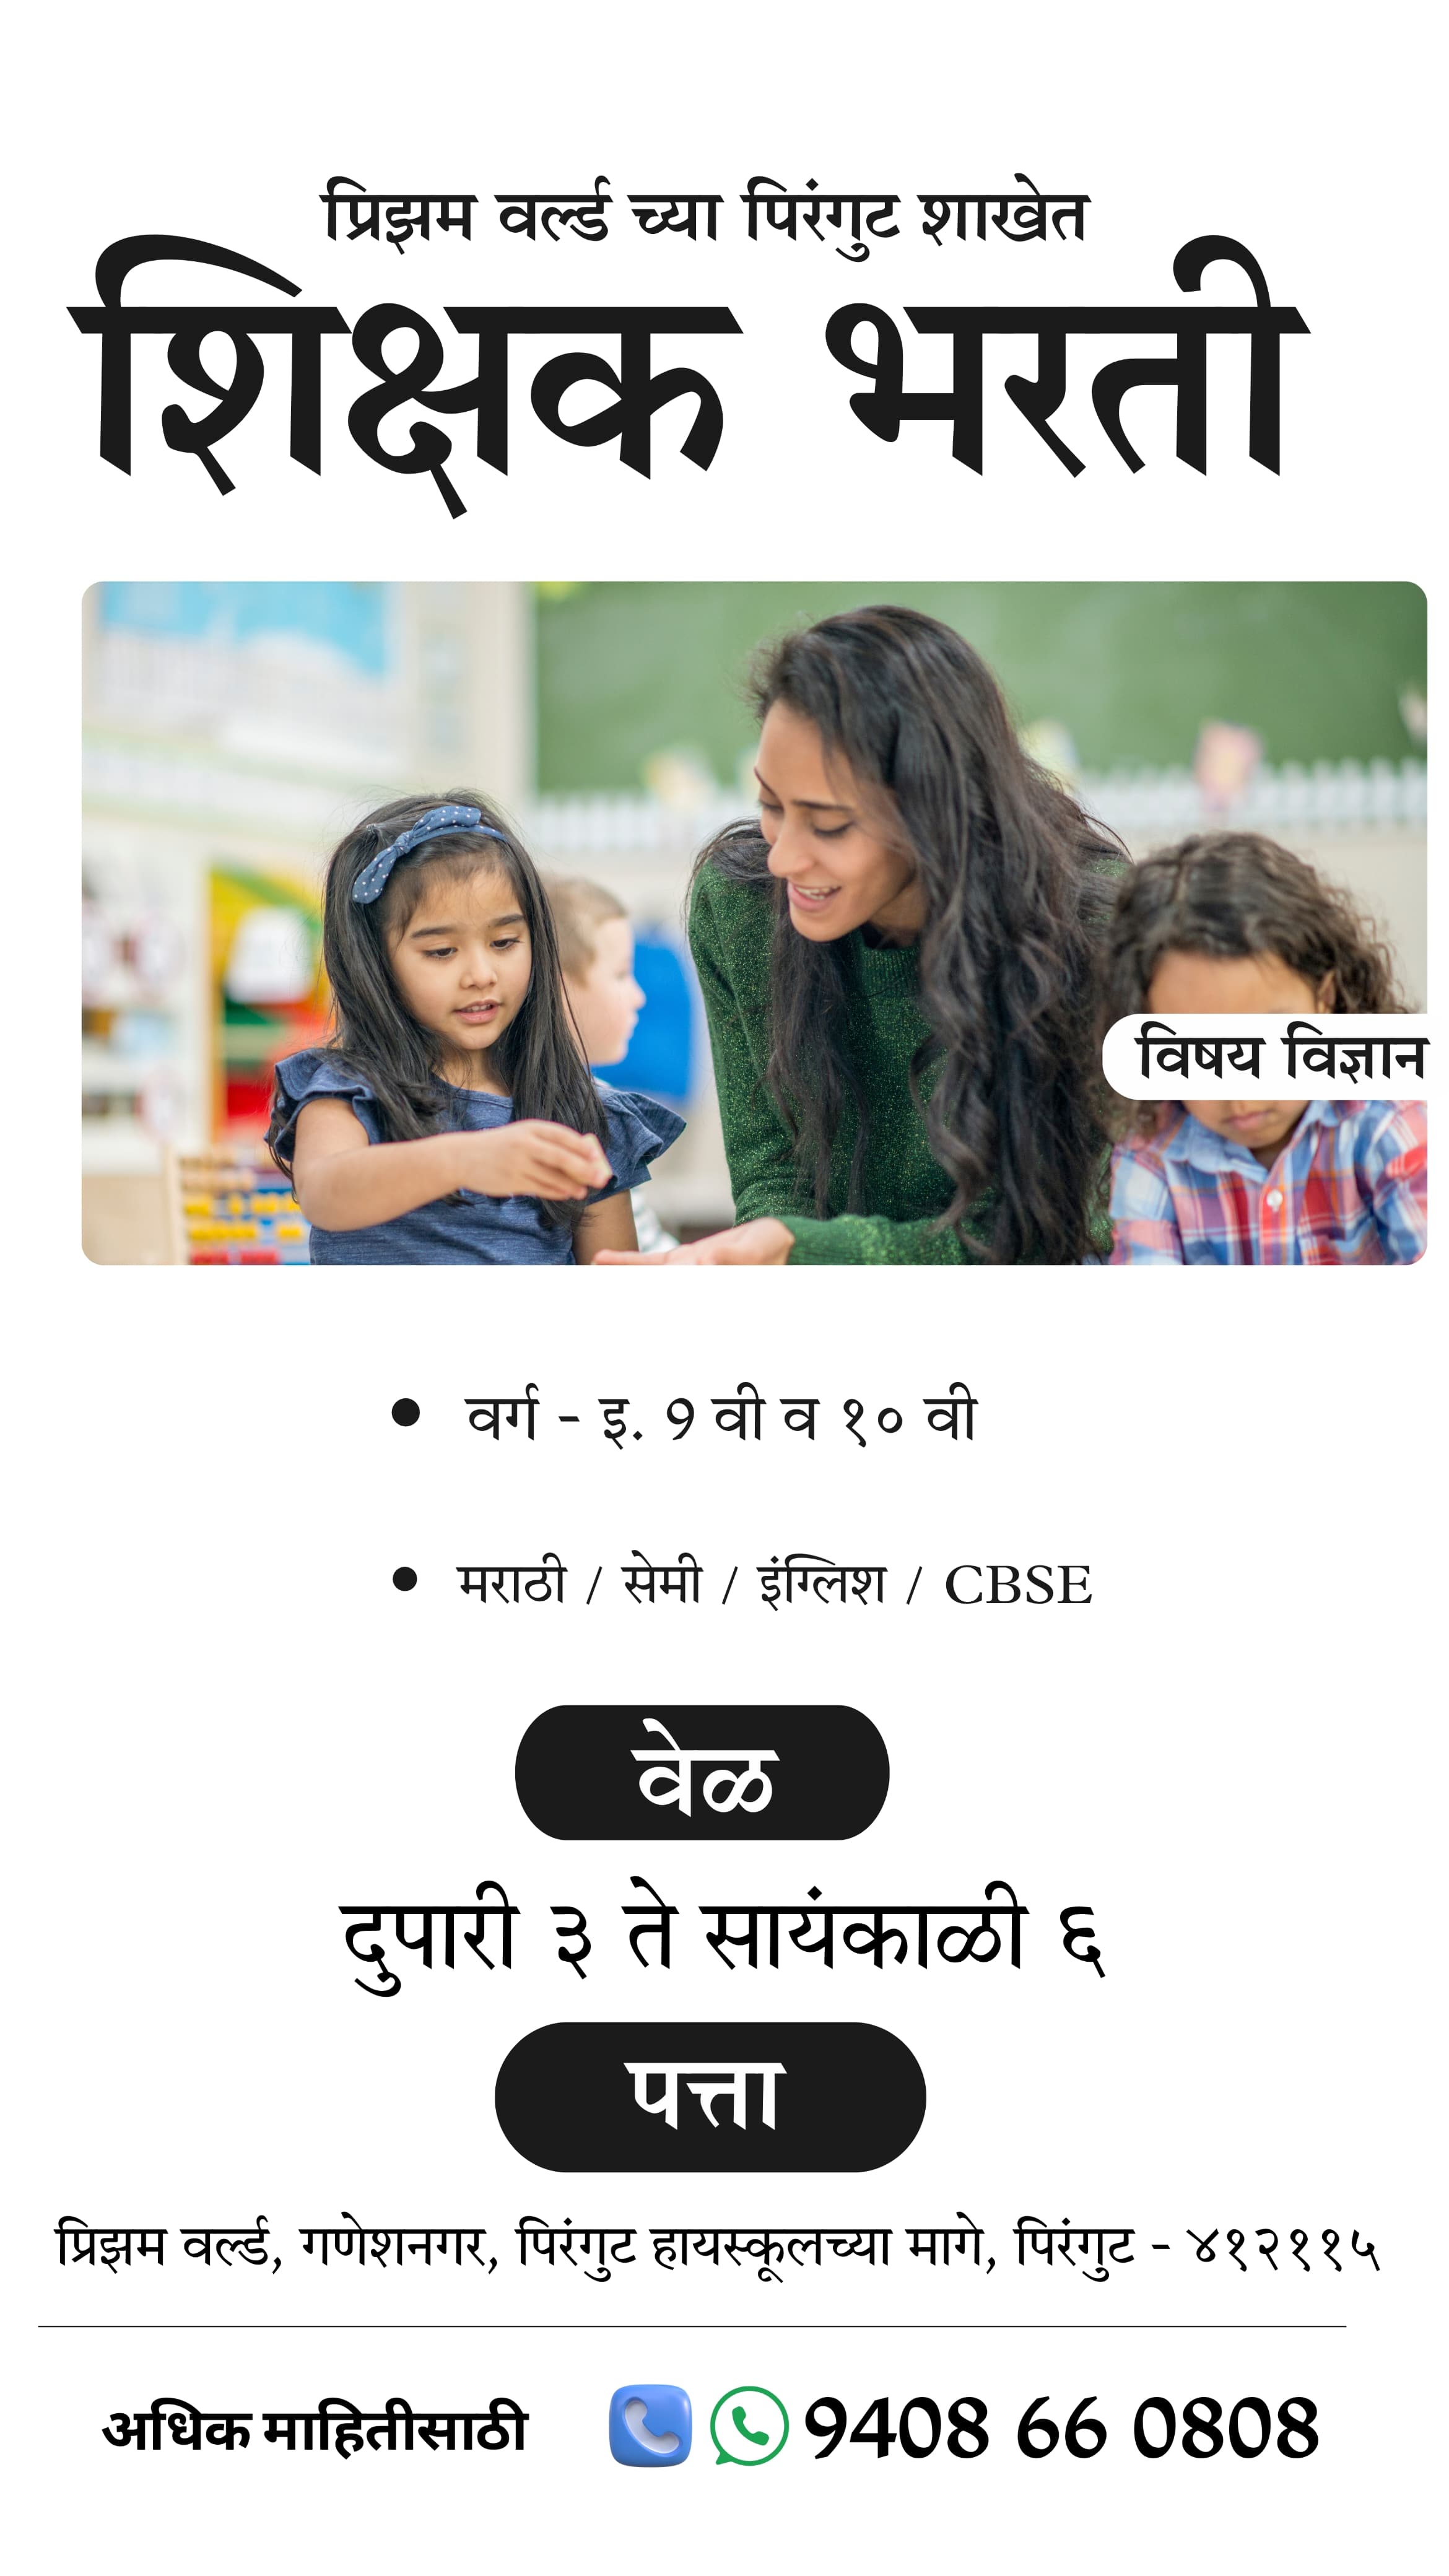 प्रिझम वर्ल्ड च्या पिरंगुट शाखेत
शिक्षक भरती
विषय विज्ञान
• वर्ग - इ. 9 वी व १० वी
• मराठी / सेमी / इंग्लिश / CBSE
वेळ
दुपारी ३ ते सायंकाळी ६
पत्ता
प्रिझम वर्ल्ड, गणेशनगर, पिरंगुट हायस्कूलच्या मागे, पिरंगुट - ४१२११५
अधिक माहितीसाठी 9408 66 0808